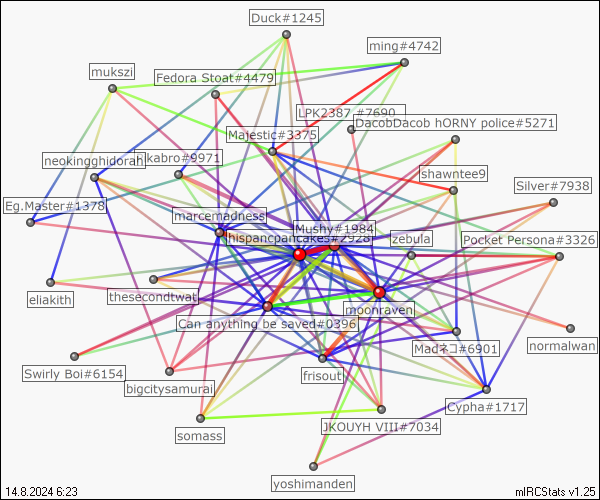 Duck#1245
ming#4742
mukszi
Fedora Stoat#4479
LPK2387 #7690
DacobDacob hORNY police#5271
Majestic#3375
neokingghidorah
kabro#9971
shawntee9
Silver#7938
Eg.Master#1378
marcemadness
Mushy#1984
hispancpancakes#2928
zebula
Pocket Persona#3326
eliakith
thesecondtwat
moonraven
Can anything be saved#0396
Madネコ#6901
normalwan
Swirly Boi#6154
bigcitysamurai
frisout
Cypha#1717
somass
JKOUYH VIII#7034
yoshimanden
14.8.2024 6:23
mIRCStats v1.25